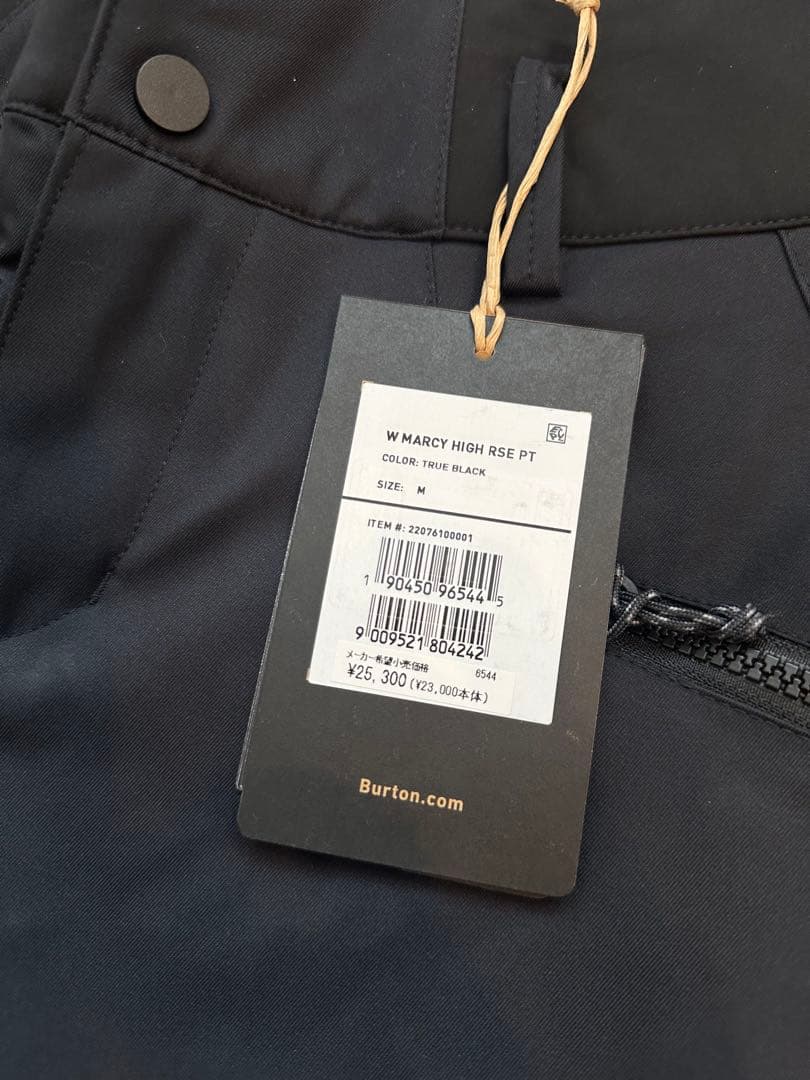 W MARCY HIGH RSE PT
COLOR: TRUE BLACK
SIZE: M
ITEM #: 22076100001
1 90450 96544 5
9 009521 804242
メーカー希望小売価格 6544
¥25,300 (¥23,000本体)
Burton.com